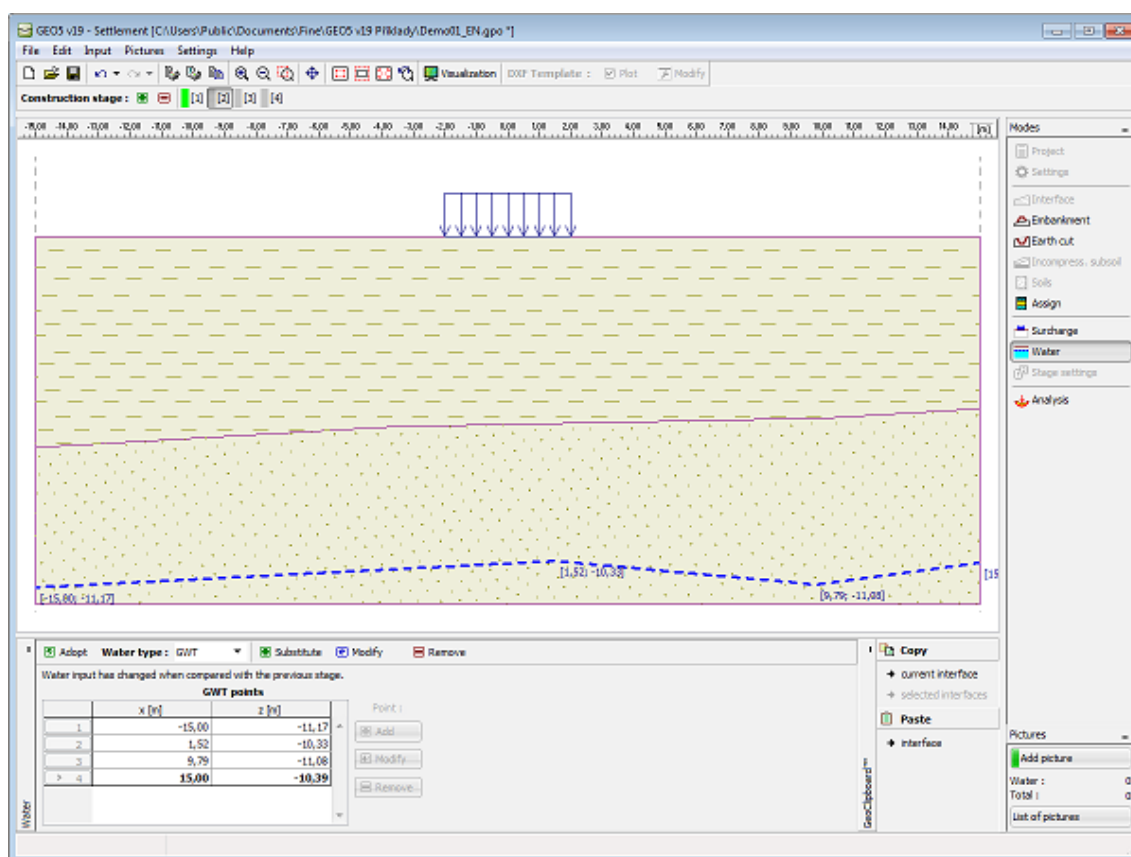 GEO5 v19 - Settlement [C:\Users\Public\Documents\Fine\GEO5 v19 Příklady\Demo01_EN.gpo *]
File Edit Input Pictures Settings Help
Visualization DXF Template : Plot Modify
Construction stage : [1] [2] [3] [4]
[m]
Modes
Project
Settings
Interface
Embankment
Earth cut
Incompress. subsoil
Soils
Assign
Surcharge
Water
Stage settings
Analysis
[1,52; -10,33]
[15
[-15,00; -11,17]
[9,79; -11,08]
Adopt Water type : GWT Substitute Modify Remove
Water input has changed when compared with the previous stage.
GWT points
x [m] z [m]
1 -15,00 -11,17
2 1,52 -10,33
3 9,79 -11,08
> 4 15,00 -10,39
Point :
Add
Modify
Remove
Water
GeoClipboard™
Copy
current interface
selected interfaces
Paste
interface
Pictures
Add picture
Water : 0
Total : 0
List of pictures